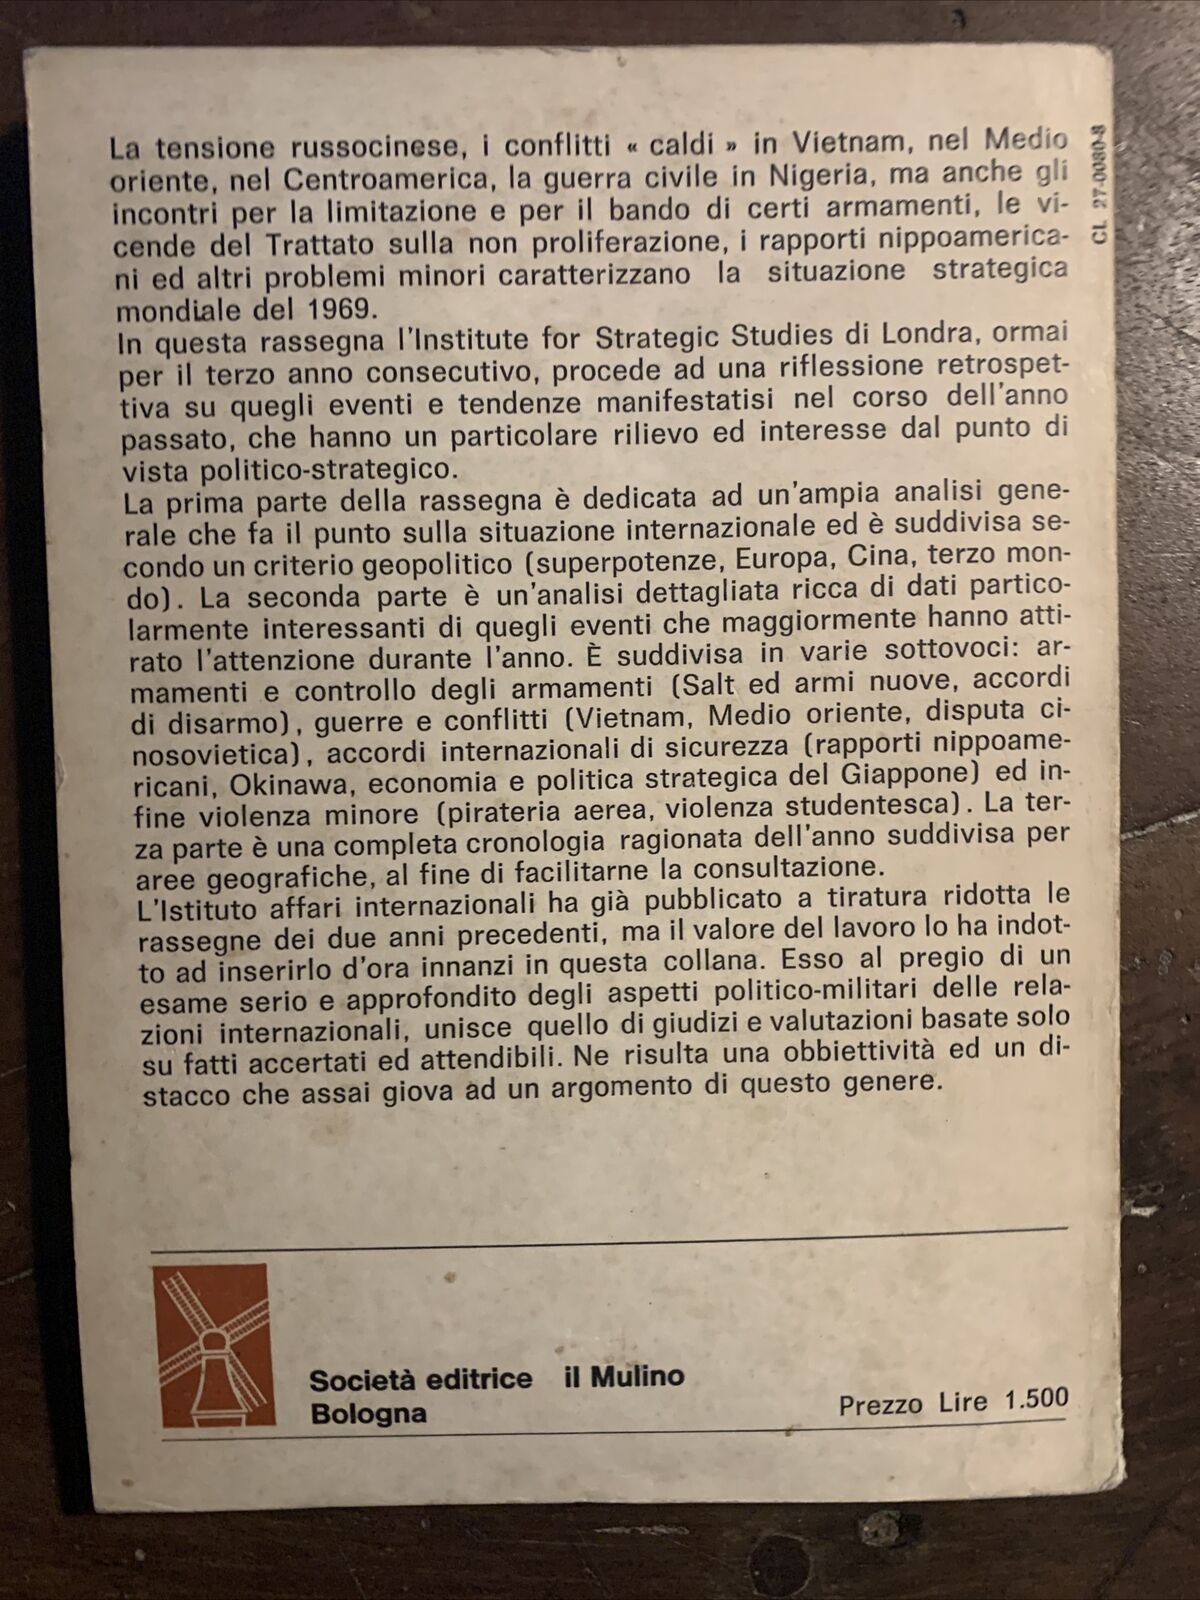 La tensione russocinese, i conflitti « caldi » in Vietnam, nel Medio
oriente, nel Centroamerica, la guerra civile in Nigeria, ma anche gli
incontri per la limitazione e per il bando di certi armamenti, le vi-
cende del Trattato sulla non proliferazione, i rapporti nippoamerica-
ni ed altri problemi minori caratterizzano la situazione strategica
mondiale del 1969.
In questa rassegna l'Institute for Strategic Studies di Londra, ormai
per il terzo anno consecutivo, procede ad una riflessione retrospet-
tiva su quegli eventi e tendenze manifestatisi nel corso dell'anno
passato, che hanno un particolare rilievo ed interesse dal punto di
vista politico-strategico.
La prima parte della rassegna è dedicata ad un'ampia analisi gene-
rale che fa il punto sulla situazione internazionale ed è suddivisa se-
condo un criterio geopolitico (superpotenze, Europa, Cina, terzo mon-
do). La seconda parte è un'analisi dettagliata ricca di dati partico-
larmente interessanti di quegli eventi che maggiormente hanno atti-
rato l'attenzione durante l'anno. È suddivisa in varie sottovoci: ar-
mamenti e controllo degli armamenti (Salt ed armi nuove, accordi
di disarmo), guerre e conflitti (Vietnam, Medio oriente, disputa ci-
nosovietica), accordi internazionali di sicurezza (rapporti nippoame-
ricani, Okinawa, economia e politica strategica del Giappone) ed in-
fine violenza minore (pirateria aerea, violenza studentesca). La ter-
za parte è una completa cronologia ragionata dell'anno suddivisa per
aree geografiche, al fine di facilitarne la consultazione.
L'Istituto affari internazionali ha già pubblicato a tiratura ridotta le
rassegne dei due anni precedenti, ma il valore del lavoro lo ha indot-
to ad inserirlo d'ora innanzi in questa collana. Esso al pregio di un
esame serio e approfondito degli aspetti politico-militari delle rela-
zioni internazionali, unisce quello di giudizi e valutazioni basate solo
su fatti accertati ed attendibili. Ne risulta una obbiettività ed un di-
stacco che assai giova ad un argomento di questo genere.
CL 27-0080-8
Società editrice il Mulino
Bologna
Prezzo Lire 1.500